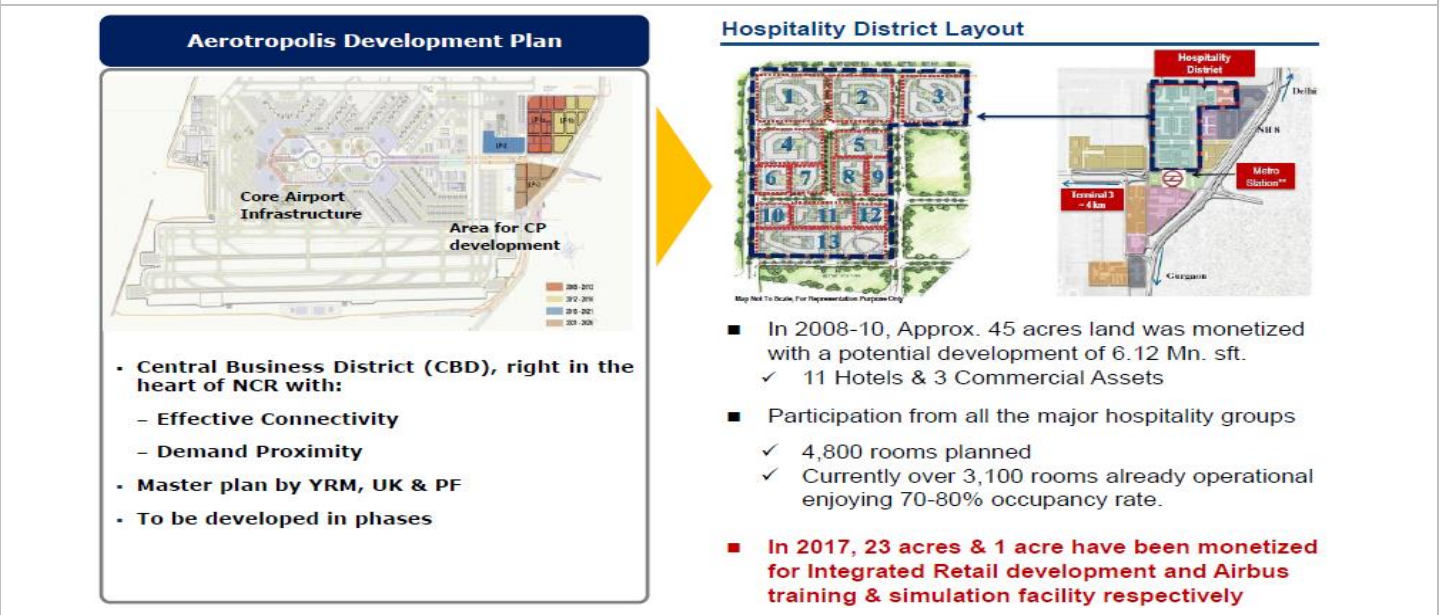 Aerotropolis Development Plan
Core Airport
Infrastructure
Area for CP
development
▪ Central Business District (CBD), right in the
heart of NCR with:
– Effective Connectivity
– Demand Proximity
▪ Master plan by YRM, UK & PF
▪ To be developed in phases
Hospitality District Layout
1 2 3
4 5
6 7 8 9
10 11 12
13
Map Not To Scale, For Representation Purpose Only
Hospitality
District
Delhi
NH 8
Metro
Station**
Terminal 3
~ 4 km
Gurgaon
■ In 2008-10, Approx. 45 acres land was monetized
with a potential development of 6.12 Mn. sft.
✓ 11 Hotels & 3 Commercial Assets
■ Participation from all the major hospitality groups
✓ 4,800 rooms planned
✓ Currently over 3,100 rooms already operational
enjoying 70-80% occupancy rate.
■ In 2017, 23 acres & 1 acre have been monetized
for Integrated Retail development and Airbus
training & simulation facility respectively